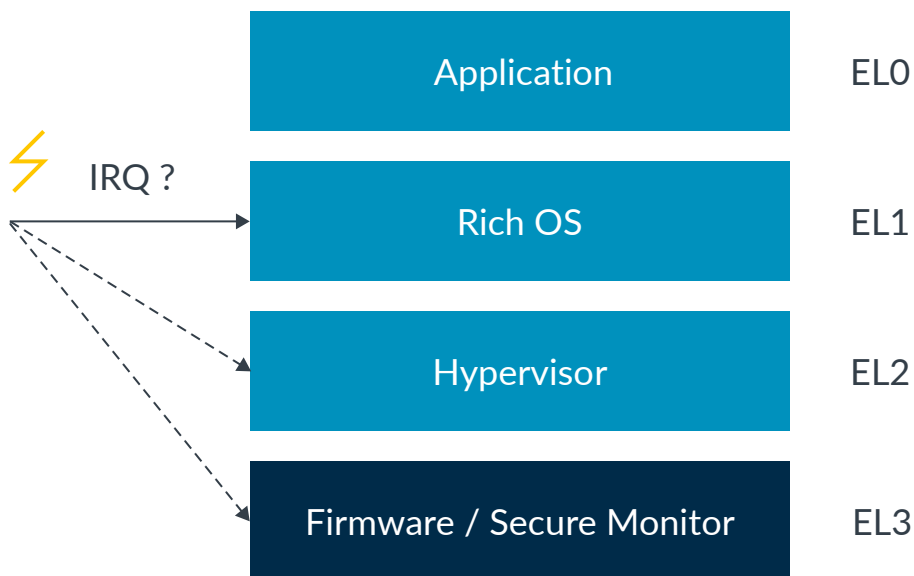 Application EL0
IRQ ?
Rich OS EL1
Hypervisor EL2
Firmware / Secure Monitor EL3